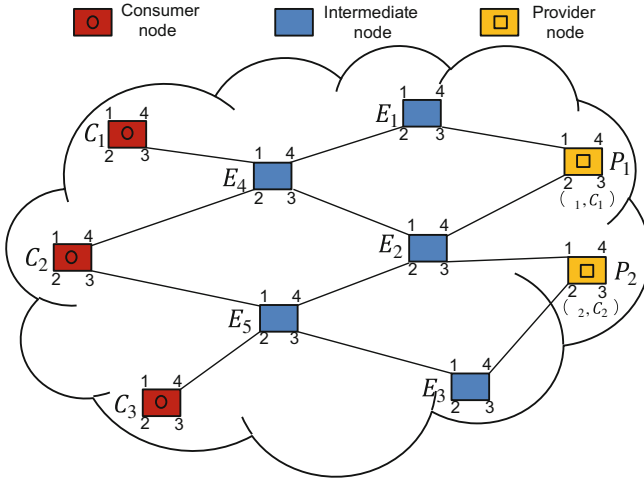 Consumer node
Intermediate node
Provider node
1 4
C1
2 3
1 4
E1
2 3
1 4
E4
2 3
1 4
P1
2 3
( 1, C1)
1 4
C2
2 3
1 4
E2
2 3
1 4
P2
2 3
( 2, C2)
1 4
E5
2 3
1 4
C3
2 3
1 4
E3
2 3